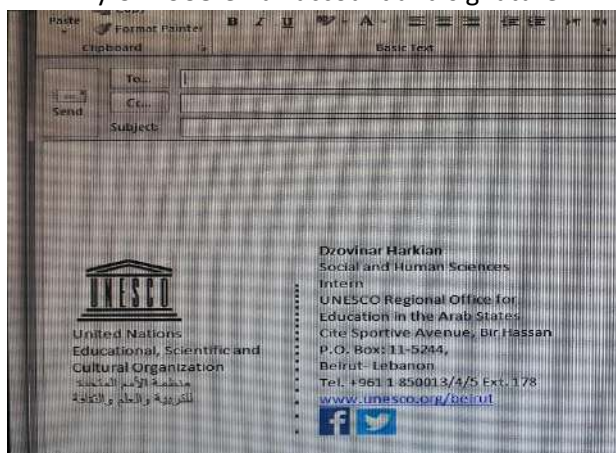 Paste
Format Painter
B I U
A
Clipboard
Basic Text
To...
Cc...
Send
Subject:
UNESCO
United Nations
Educational, Scientific and
Cultural Organization
منظمة الأمم المتحدة
للتربية والعلم والثقافة
Dzovinar Harkian
Social and Human Sciences
Intern
UNESCO Regional Office for
Education in the Arab States
Cite Sportive Avenue, Bir Hassan
P.O. Box: 11-5244,
Beirut- Lebanon
Tel. +961 1 850013/4/5 Ext. 178
www.unesco.org/beirut
f